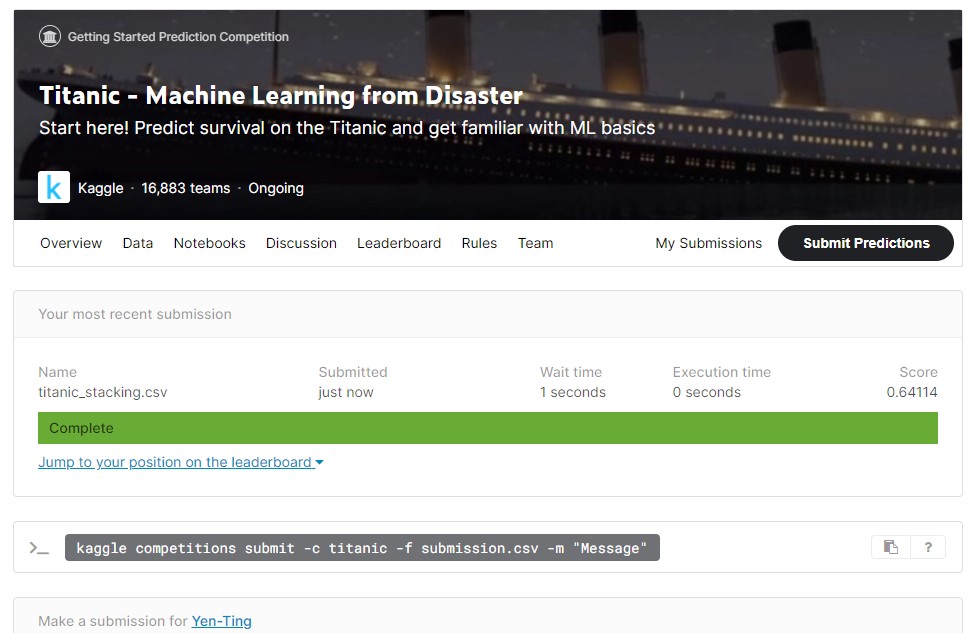 Getting Started Prediction Competition
Titanic - Machine Learning from Disaster
Start here! Predict survival on the Titanic and get familiar with ML basics
k Kaggle · 16,883 teams · Ongoing
Overview Data Notebooks Discussion Leaderboard Rules Team My Submissions Submit Predictions
Your most recent submission
Name Submitted Wait time Execution time Score
titanic_stacking.csv just now 1 seconds 0 seconds 0.64114
Complete
Jump to your position on the leaderboard
>_ kaggle competitions submit -c titanic -f submission.csv -m "Message" ?
Make a submission for Yen-Ting